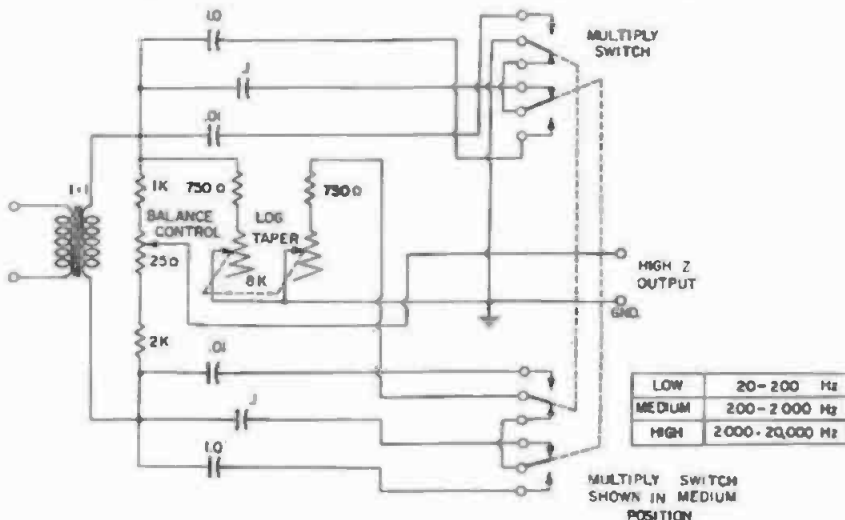 1.0
MULTIPLY
SWITCH
.1
.01
1:1
1K
750 Ω
750 Ω
BALANCE
CONTROL
LOG
TAPER
25Ω
8K
HIGH Z
OUTPUT
GND.
2K
.01
.1
1.0
LOW 20-200 Hz
MEDIUM 200-2000 Hz
HIGH 2000-20,000 Hz
MULTIPLY SWITCH
SHOWN IN MEDIUM
POSITION